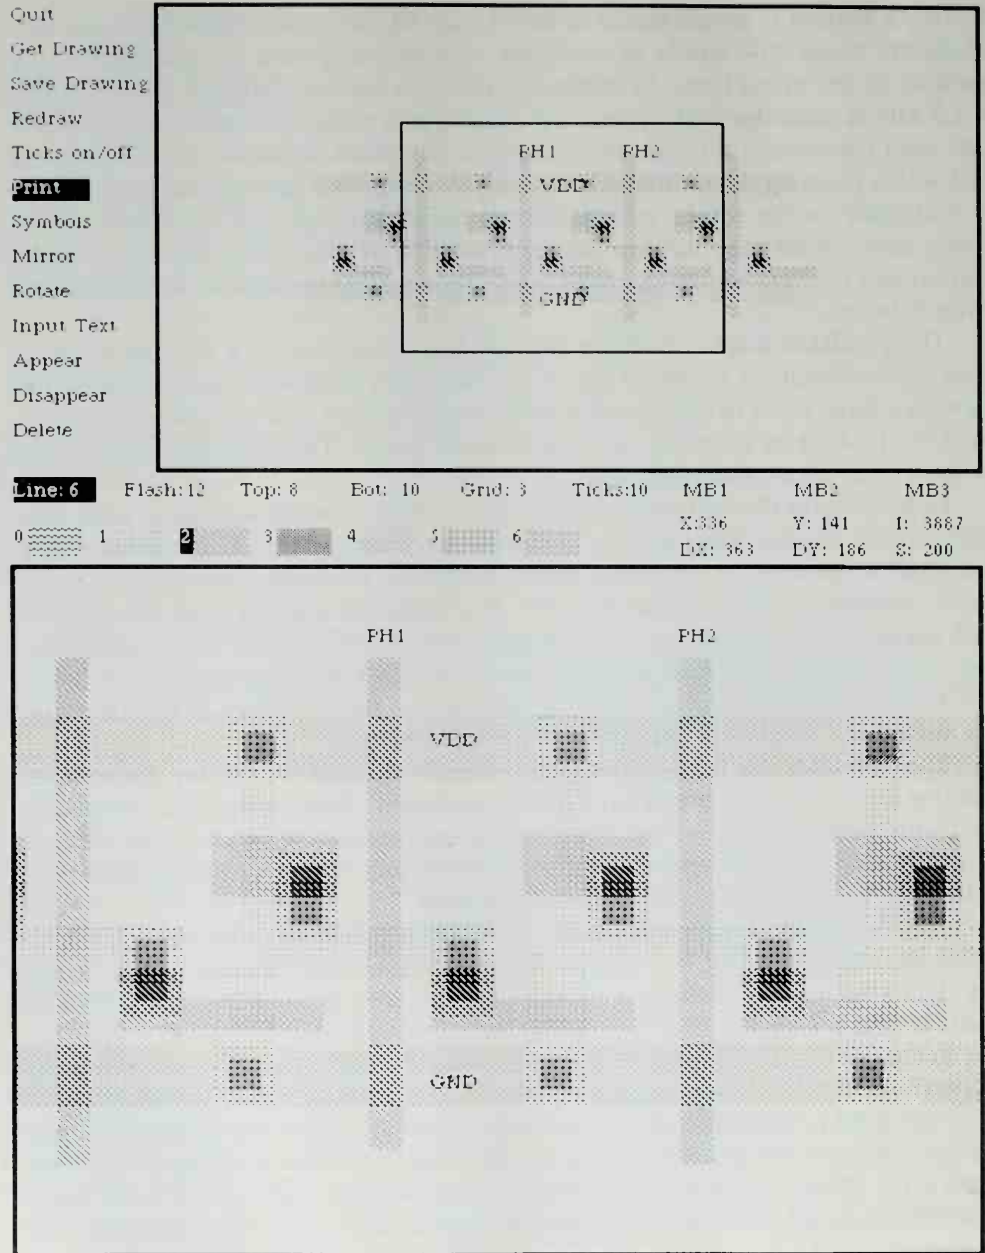 Quit
Get Drawing
Save Drawing
Redraw
Ticks on/off
Print
Symbols
Mirror
Rotate
Input Text
Appear
Disappear
Delete
PH1 PH2
VDD
GND
Line: 6 Flash:12 Top: 8 Bot: 10 Grid: 3 Ticks:10 MB1 MB2 MB3
X:336 Y: 141 I: 3887
0 1 2 3 4 5 6
DX: 363 DY: 186 S: 200
PH1 PH2
VDD
GND